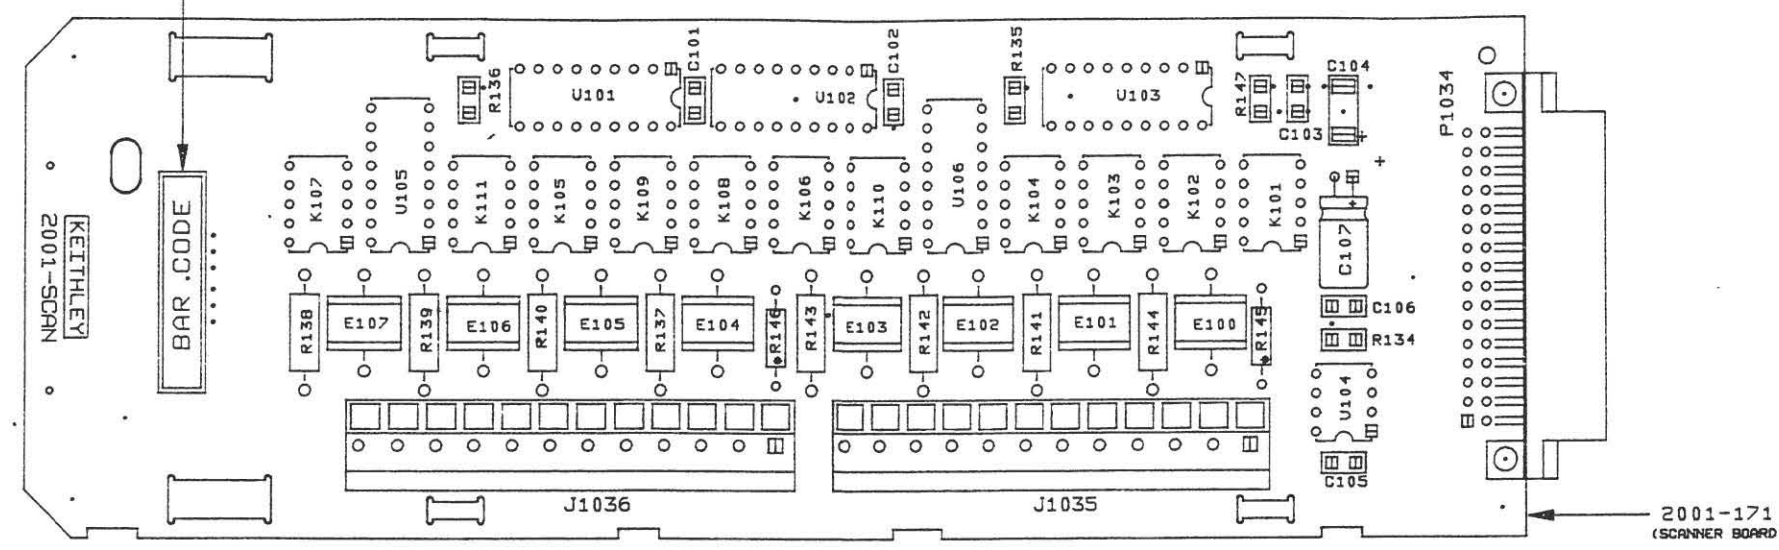 R136
U101
C101
U102
C102
R135
U103
R147
C103
C104
P1034
K107
U105
K111
K105
K109
K108
K106
K110
U106
K104
K103
K102
K101
+
+
+
C107
KEITHLEY
2001-SCAN
BAR .CODE
R138
E107
R139
E106
R140
E105
R137
E104
R146
R143
E103
R142
E102
R141
E101
R144
E100
R145
C106
R134
U104
C105
J1036
J1035
2001-171
(SCANNER BOARD